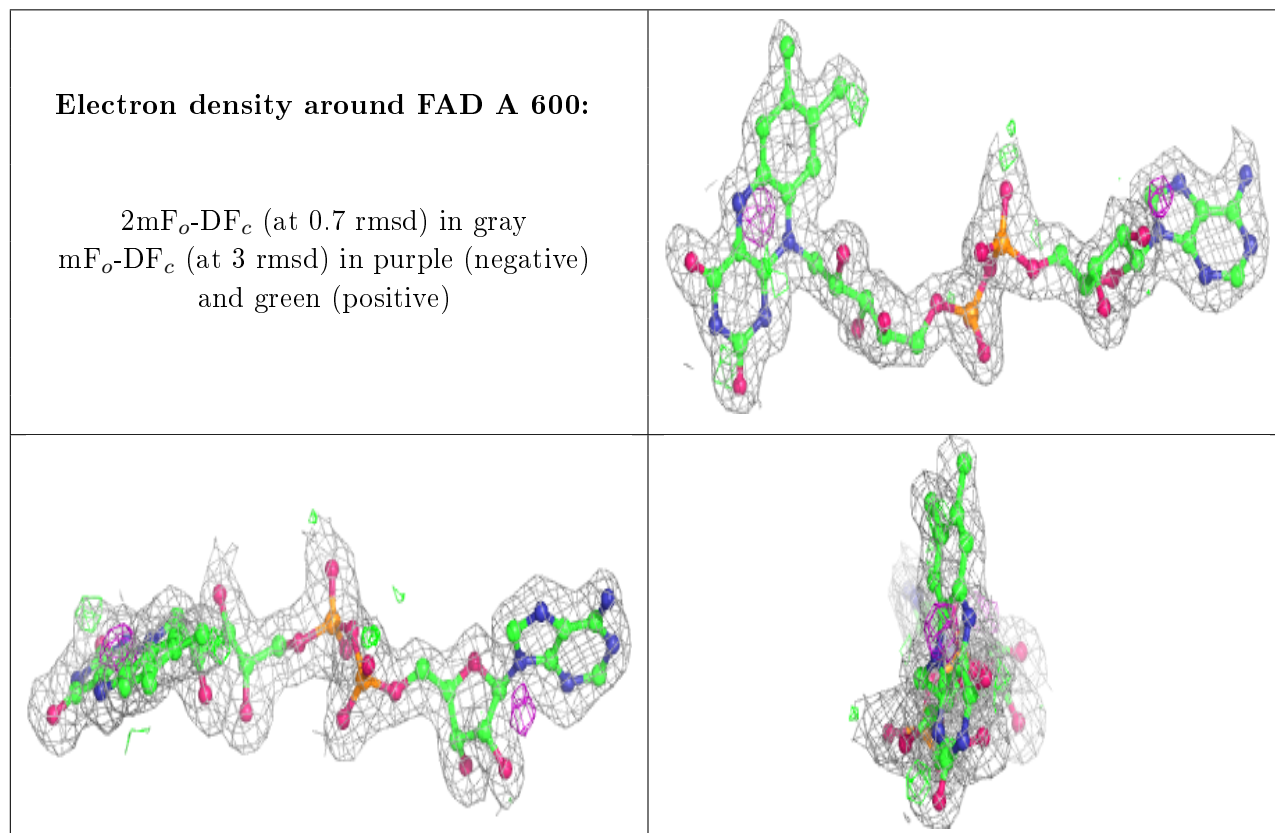 Electron density around FAD A 600:
2mFo-DFc (at 0.7 rmsd) in gray
mFo-DFc (at 3 rmsd) in purple (negative)
and green (positive)